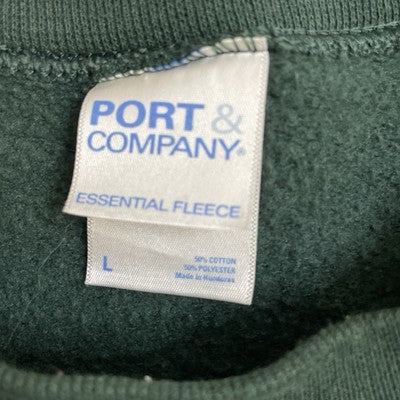 PORT &
COMPANY®
ESSENTIAL FLEECE
L
50% COTTON
50% POLYESTER
Made in Honduras